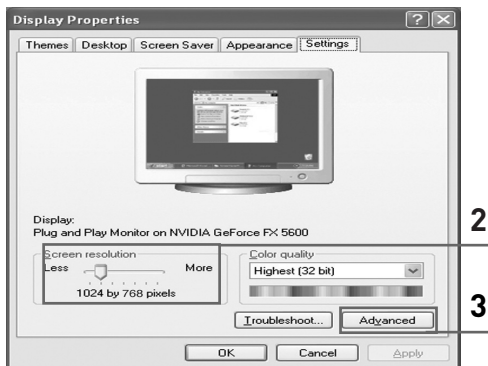 Display Properties
Themes Desktop Screen Saver Appearance Settings
Display:
Plug and Play Monitor on NVIDIA GeForce FX 5600
Screen resolution
Less More
1024 by 768 pixels
Color quality
Highest (32 bit)
2
Troubleshoot... Advanced
3
OK Cancel Apply